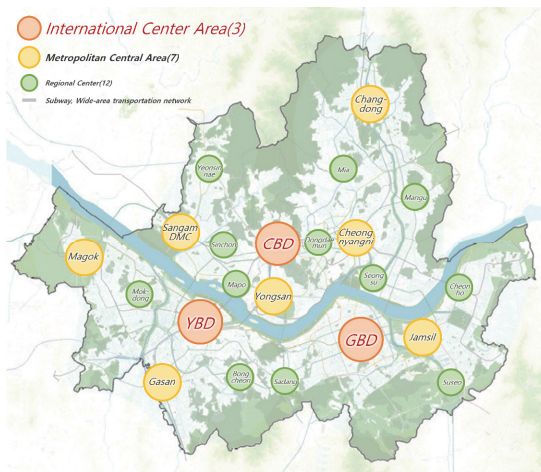 International Center Area(3)
Metropolitan Central Area(7)
Regional Center(12)
Subway, Wide-area transportation network
Chang-
dong
Yeonsin
nae
Mia
Mangu
Sangam
DMC
Sinchon
CBD
Dongdae
mun
Cheong
nyangni
Magok
Mok-
dong
Mapo
Yongsan
Seong
su
Cheon
ho
YBD
GBD
Jamsil
Gasan
Bong
cheon
Sadang
Suseo